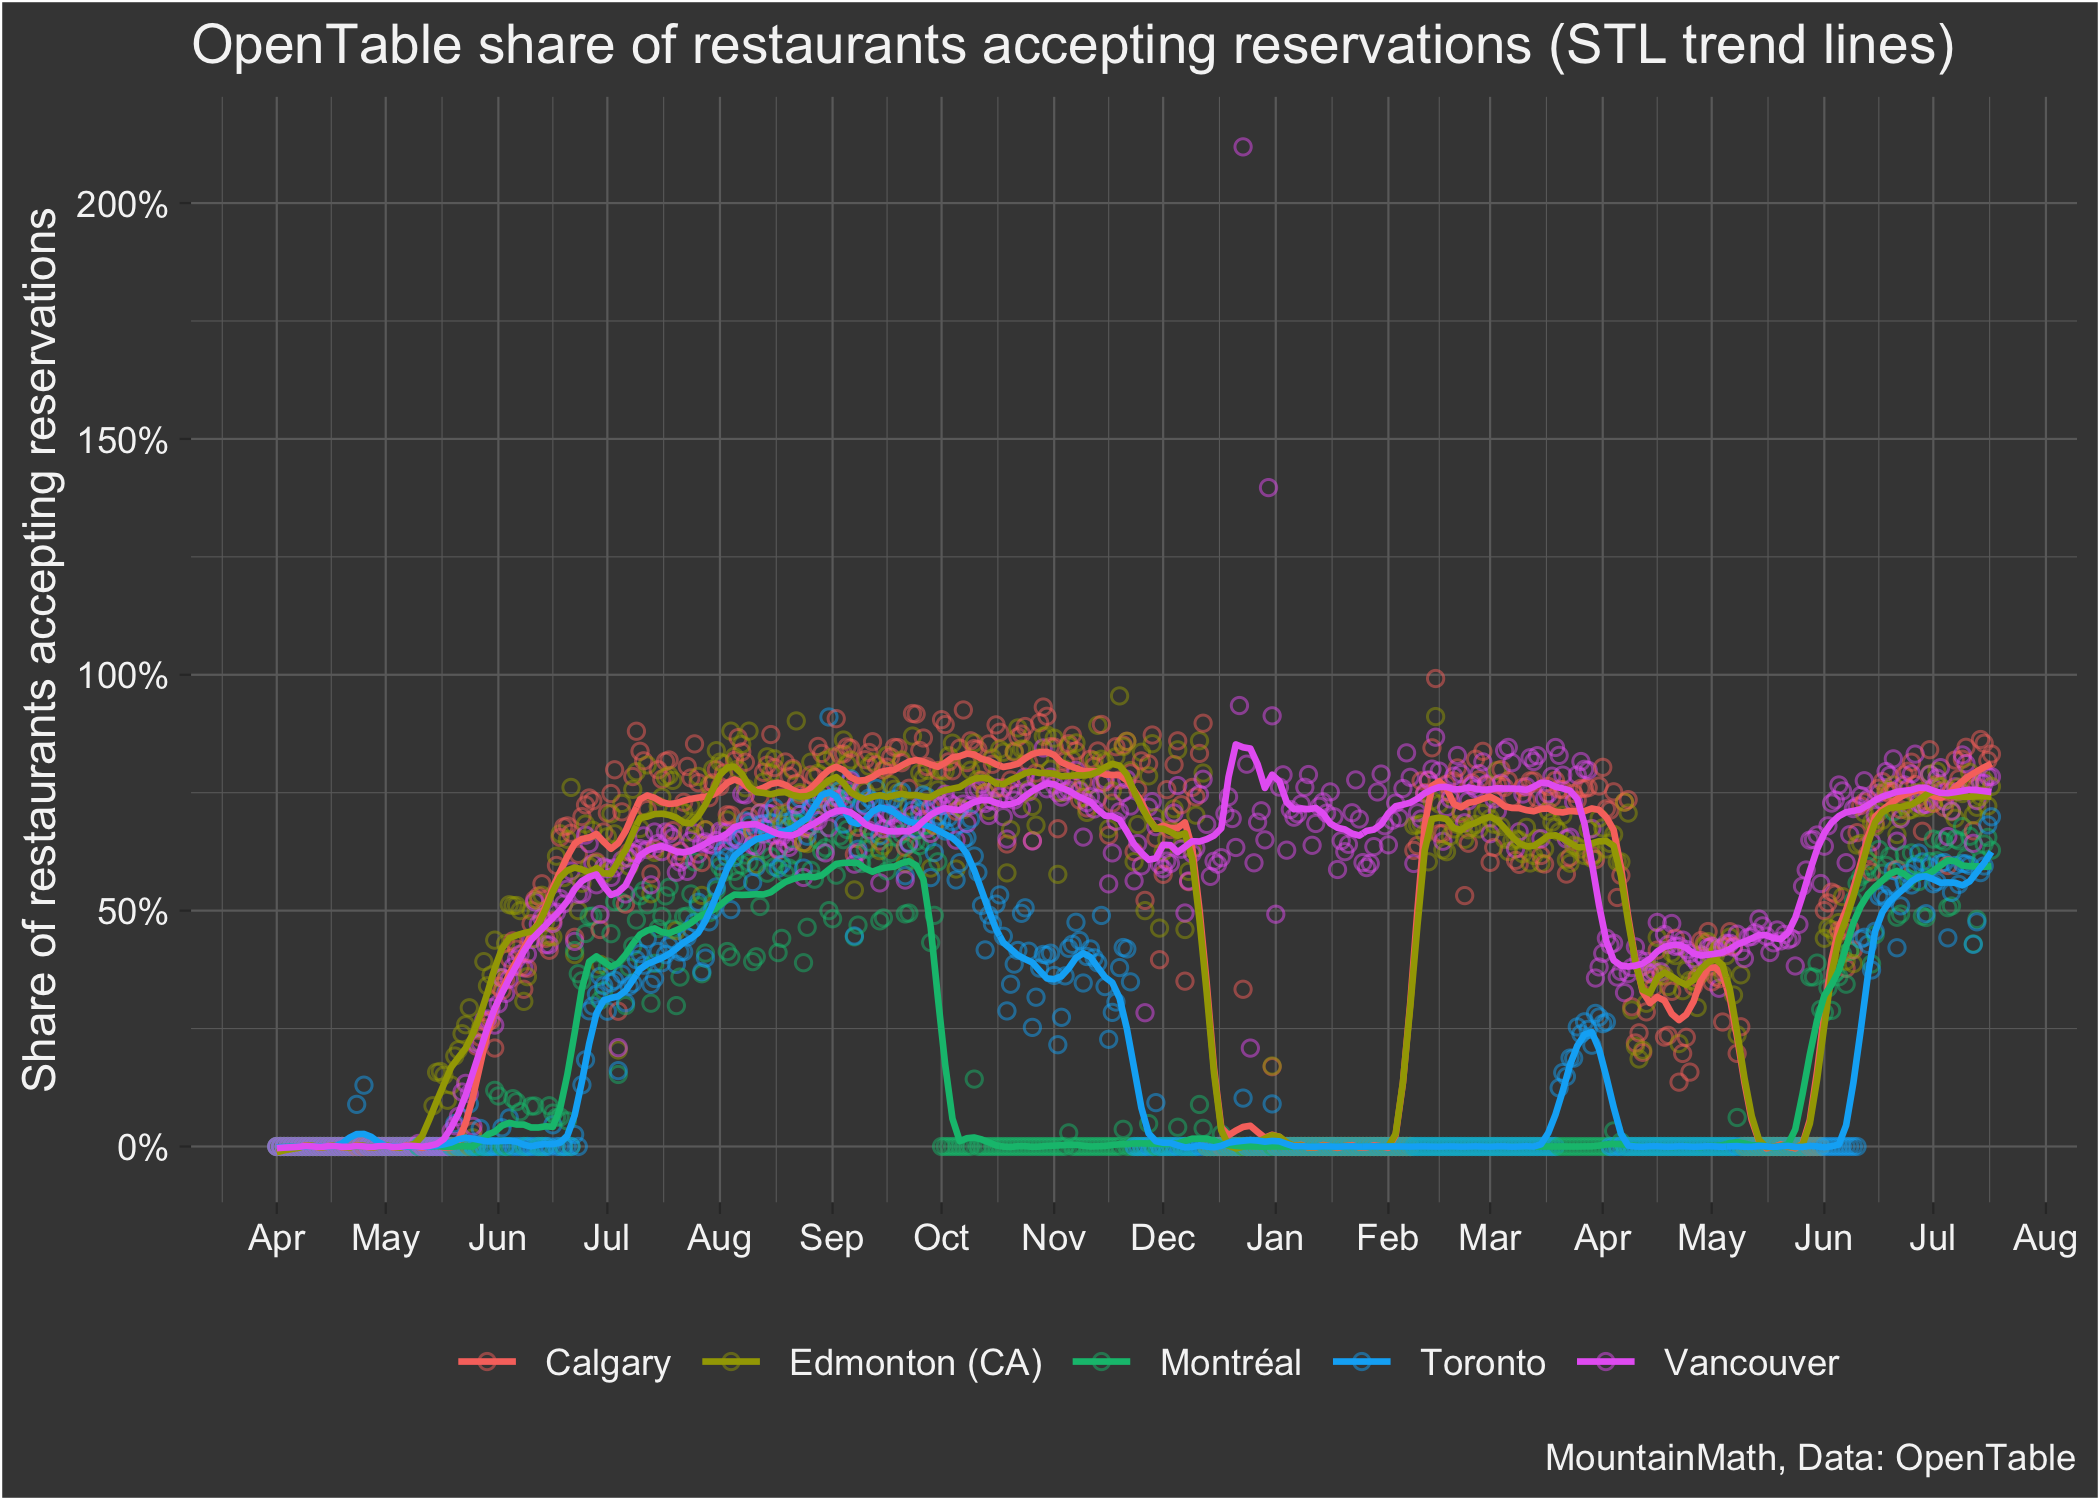 OpenTable share of restaurants accepting reservations (STL trend lines)
Share of restaurants accepting reservations
200%
150%
100%
50%
0%
Apr May Jun Jul Aug Sep Oct Nov Dec Jan Feb Mar Apr May Jun Jul Aug
Calgary Edmonton (CA) Montréal Toronto Vancouver
MountainMath, Data: OpenTable